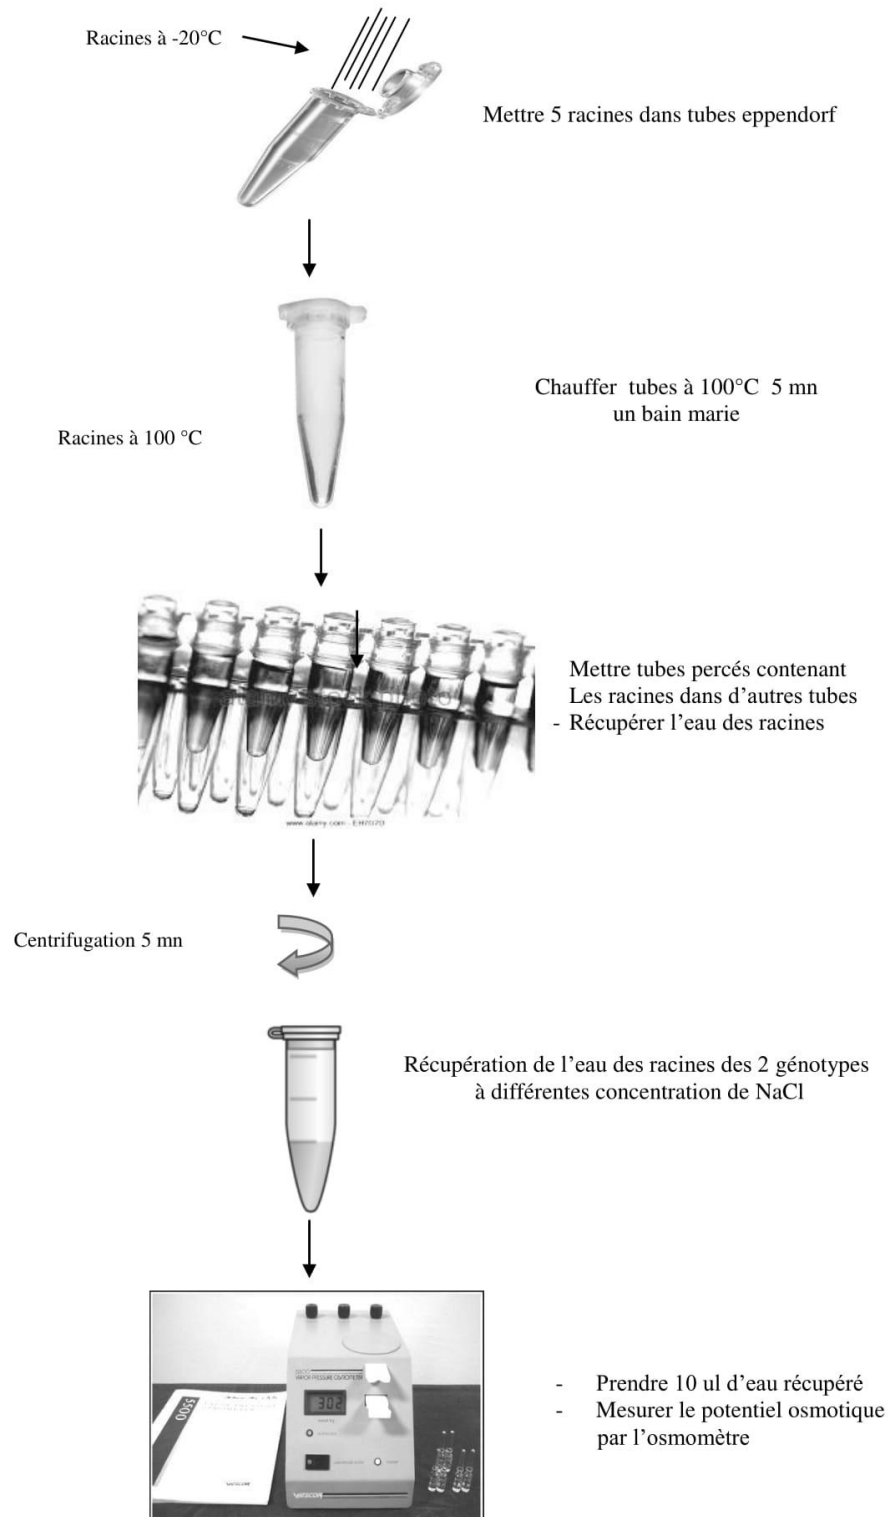 Racines à -20°C
Mettre 5 racines dans tubes eppendorf
Chauffer tubes à 100°C 5 mn
un bain marie
Racines à 100 °C
Mettre tubes percés contenant
Les racines dans d'autres tubes
- Récupérer l'eau des racines
www.alamy.com - EH7070
Centrifugation 5 mn
Récupération de l'eau des racines des 2 génotypes
à différentes concentration de NaCl
VAPOR PRESSURE OSMOMETER
302
5500
WESCOR
- Prendre 10 ul d'eau récupéré
- Mesurer le potentiel osmotique
par l'osmomètre